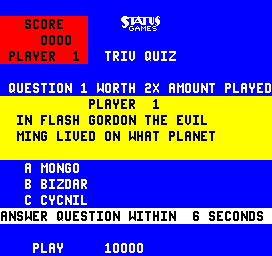 SCORE
0000
PLAYER 1
STATUS
GAMES
TRIV QUIZ
QUESTION 1 WORTH 2X AMOUNT PLAYED
PLAYER 1
IN FLASH GORDON THE EVIL
MING LIVED ON WHAT PLANET
A MONGO
B BIZDAR
C CYCNIL
ANSWER QUESTION WITHIN 6 SECONDS
PLAY 10000